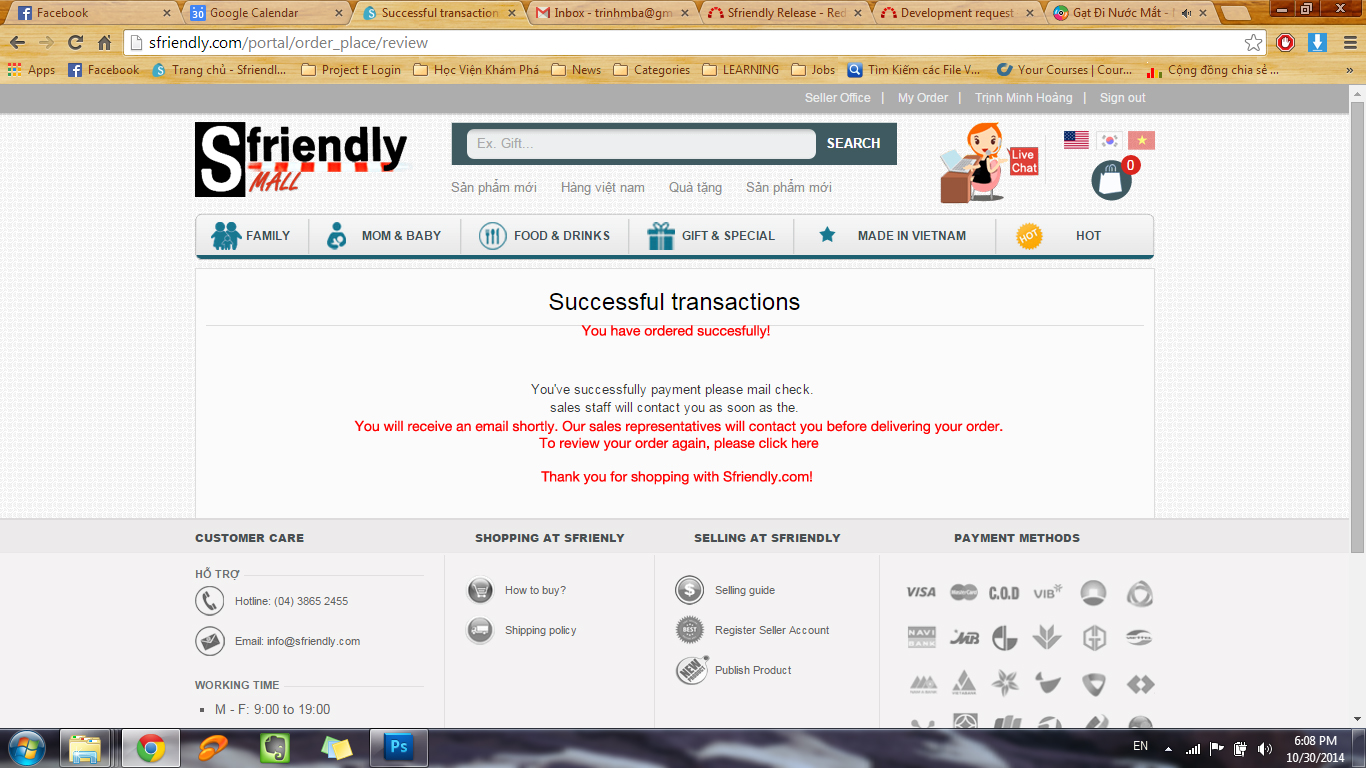 Facebook
Google Calendar
Successful transaction
Inbox - trinhmba@gm
Sfriendly Release - Red
Development request
Gạt Đi Nước Mắt -
sfriendly.com/portal/order_place/review
Apps
Facebook
Trang chủ - Sfriendl...
Project E Login
Học Viện Khám Phá
News
Categories
LEARNING
Jobs
Tìm Kiếm các File V...
Your Courses | Cour...
Cộng đồng chia sẻ ...
»
Seller Office | My Order | Trịnh Minh Hoảng | Sign out
Sfriendly
MALL
Ex. Gift...
SEARCH
Live
Chat
0
Sản phẩm mới
Hàng việt nam
Quà tặng
Sản phẩm mới
FAMILY
MOM & BABY
FOOD & DRINKS
GIFT & SPECIAL
MADE IN VIETNAM
HOT
HOT
Successful transactions
You have ordered succesfully!
You've successfully payment please mail check.
sales staff will contact you as soon as the.
You will receive an email shortly. Our sales representatives will contact you before delivering your order.
To review your order again, please click here
Thank you for shopping with Sfriendly.com!
CUSTOMER CARE
SHOPPING AT SFRIENLY
SELLING AT SFRIENDLY
PAYMENT METHODS
HỖ TRỢ
Hotline: (04) 3865 2455
Email: info@sfriendly.com
WORKING TIME
M - F: 9:00 to 19:00
How to buy?
Shipping policy
Selling guide
BEST
Register Seller Account
NEW
Publish Product
VISA
MasterCard
C.O.D
VIB
NAVI
BANK
MB
Ps
EN
6:08 PM
10/30/2014